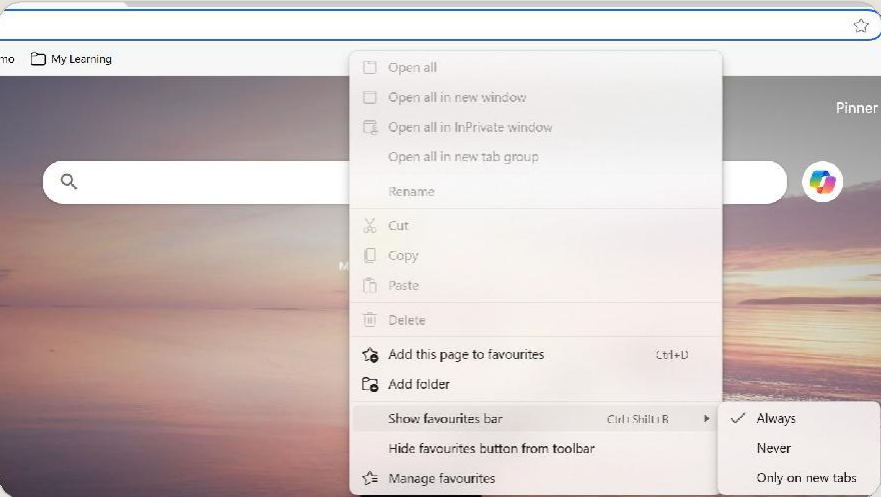 mo My Learning
Pinner
Open all
Open all in new window
Open all in InPrivate window
Open all in new tab group
Rename
Cut
Copy
M
Paste
Delete
Add this page to favourites Ctrl+D
Add folder
Show favourites bar Ctrl+Shift+B
Hide favourites button from toolbar
Manage favourites
Always
Never
Only on new tabs